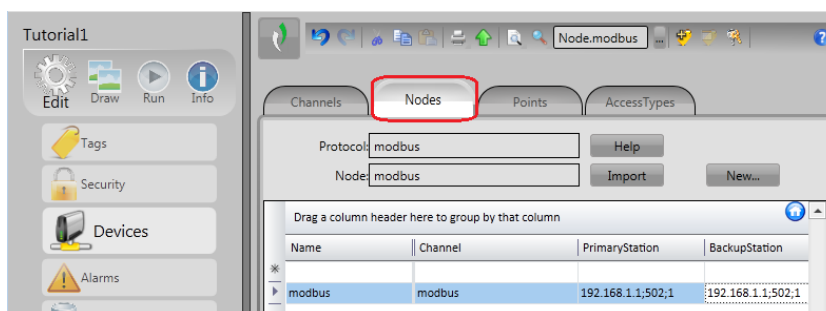 Tutorial1
Edit Draw Run Info
Tags
Security
Devices
Alarms
Node.modbus ...
Channels Nodes Points AccessTypes
Protocol: modbus Help
Node: modbus Import New...
Drag a column header here to group by that column
Name Channel PrimaryStation BackupStation
modbus modbus 192.168.1.1;502;1 192.168.1.1;502;1